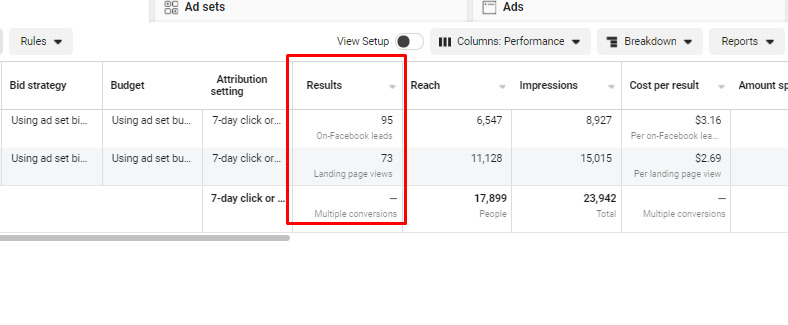 Ad sets
Ads
Rules
View Setup
Columns: Performance
Breakdown
Reports
Bid strategy
Budget
Attribution
setting
Results
Reach
Impressions
Cost per result
Amount sp
Using ad set bi...
Using ad set bu...
7-day click or...
95
On-Facebook leads
6,547
8,927
$3.16
Per on-Facebook lea...
Using ad set bi...
Using ad set bu...
7-day click or...
73
Landing page views
11,128
15,015
$2.69
Per landing page view
7-day click or ...
—
Multiple conversions
17,899
People
23,942
Total
—
Multiple conversions